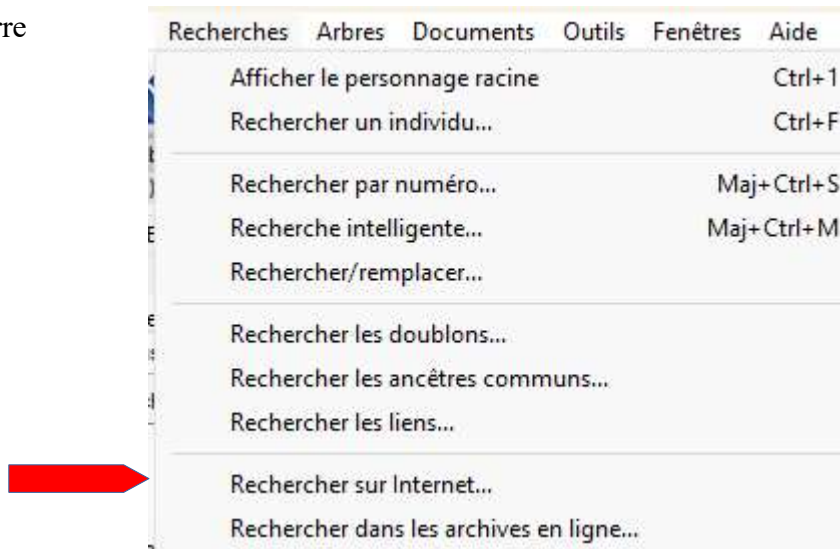 rre
Recherches Arbres Documents Outils Fenêtres Aide
Afficher le personnage racine Ctrl+1
Rechercher un individu... Ctrl+F
Rechercher par numéro... Maj+Ctrl+S
Recherche intelligente... Maj+Ctrl+M
Rechercher/remplacer...
Rechercher les doublons...
Rechercher les ancêtres communs...
Rechercher les liens...
Rechercher sur Internet...
Rechercher dans les archives en ligne...